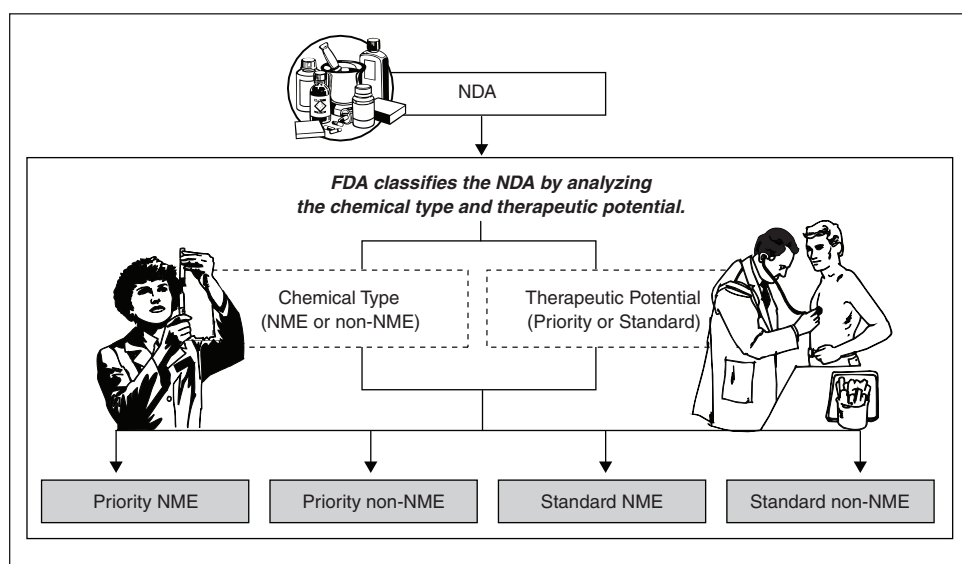 NDA
FDA classifies the NDA by analyzing
the chemical type and therapeutic potential.
Chemical Type
(NME or non-NME)
Therapeutic Potential
(Priority or Standard)
Priority NME
Priority non-NME
Standard NME
Standard non-NME